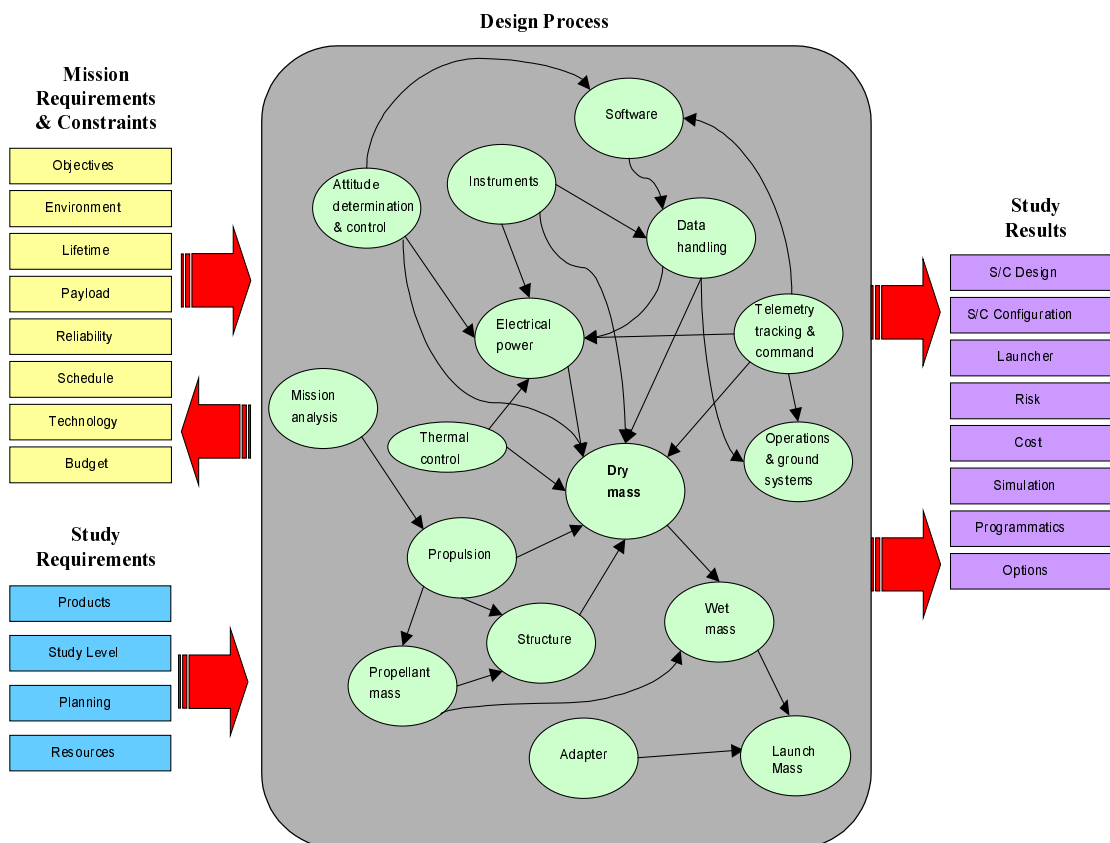 Design Process
Mission
Requirements
& Constraints
Objectives
Environment
Lifetime
Payload
Reliability
Schedule
Technology
Budget
Study
Requirements
Products
Study Level
Planning
Resources
Software
Instruments
Attitude
determination
& control
Data
handling
Electrical
power
Telemetry
tracking &
command
Mission
analysis
Thermal
control
Operations
& ground
systems
Dry
mass
Propulsion
Structure
Wet
mass
Propellant
mass
Adapter
Launch
Mass
Study
Results
S/C Design
S/C Configuration
Launcher
Risk
Cost
Simulation
Programmatics
Options